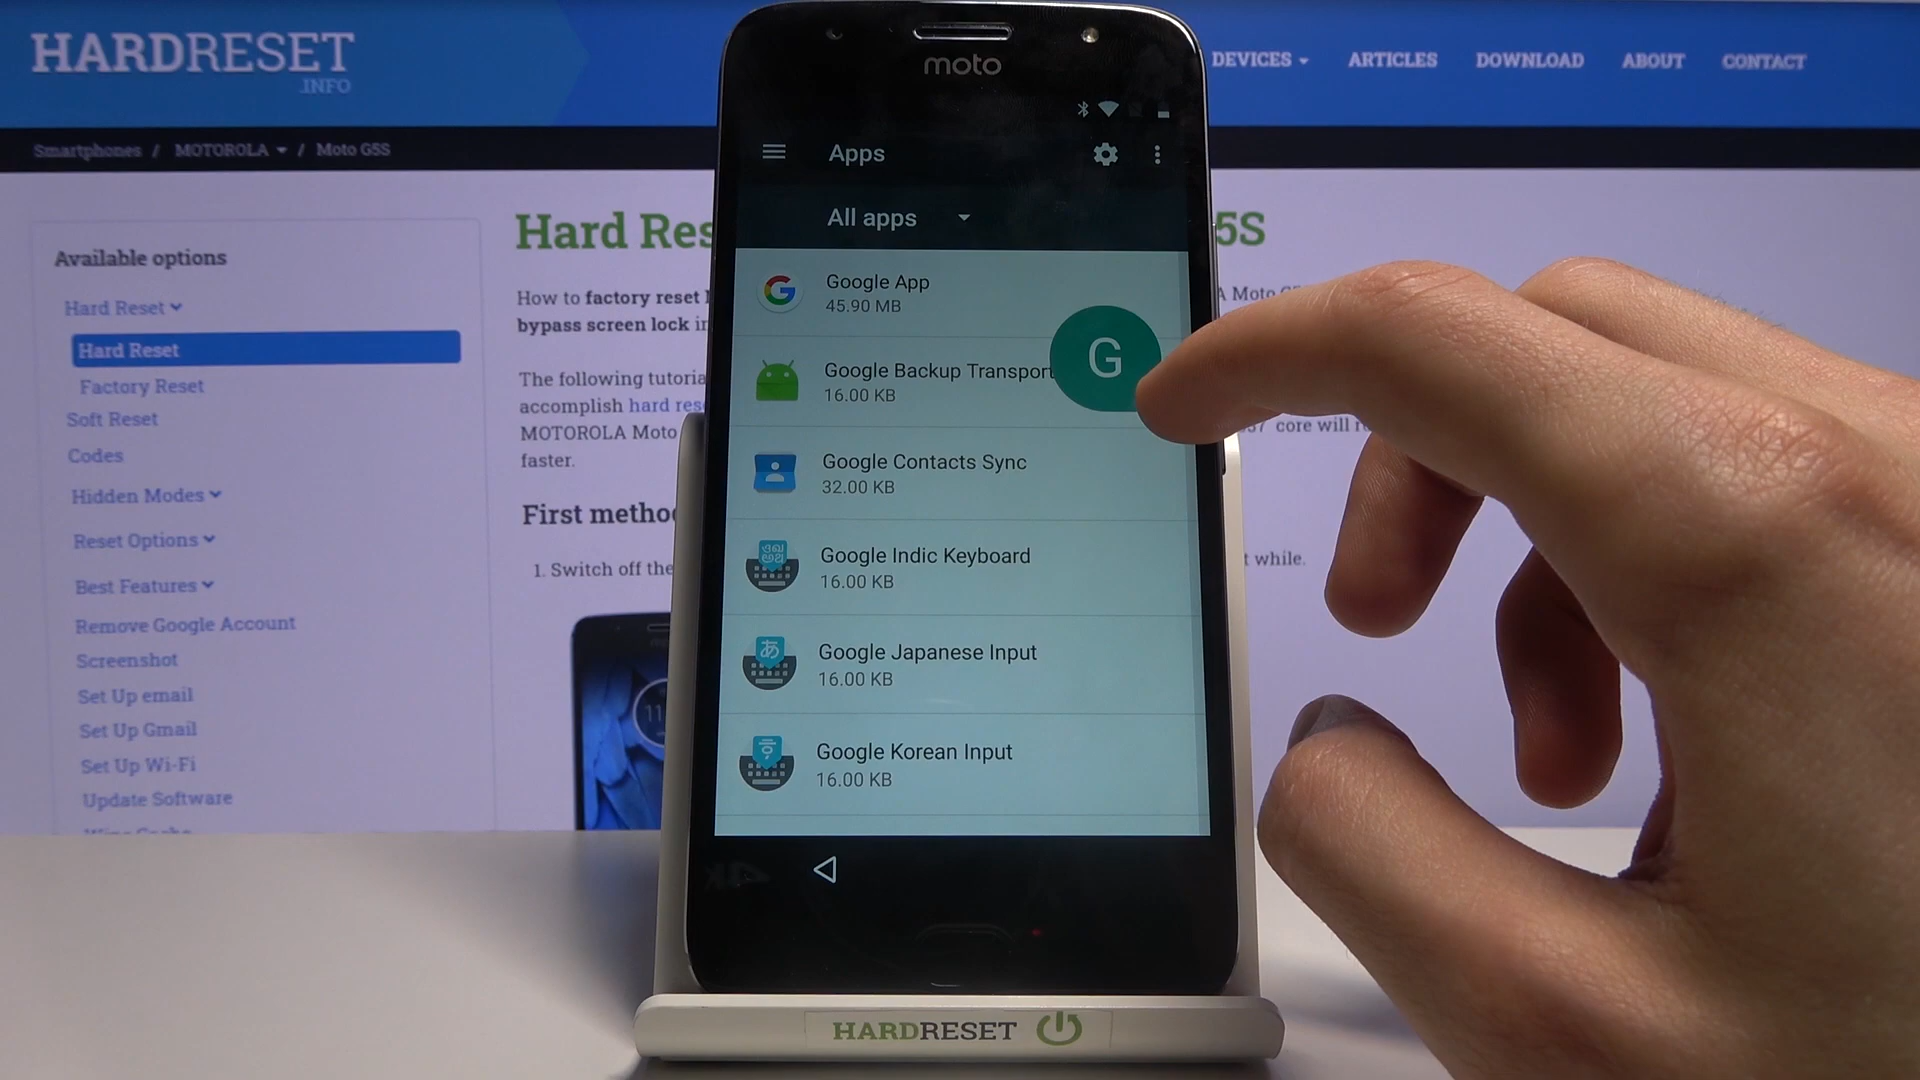 HARDRESET
.INFO
DEVICES
ARTICLES
DOWNLOAD
ABOUT
CONTACT
Smartphones / MOTOROLA / Moto G5S
Available options
Hard Reset
Hard Reset
Factory Reset
Soft Reset
Codes
Hidden Modes
Reset Options
Best Features
Remove Google Account
Screenshot
Set Up email
Set Up Gmail
Set Up Wi-Fi
Update Software
Hard Res
5S
How to factory reset
bypass screen lock
A Moto
The following
accomplish hard
MOTOROLA Moto
faster.
core will
First
1. Switch off the
t while.
11
moto
Apps
All apps
Google App
45.90 MB
Google Backup Transport
16.00 KB
G
Google Contacts Sync
32.00 KB
Google Indic Keyboard
16.00 KB
あ
Google Japanese Input
16.00 KB
Google Korean Input
16.00 KB
HARDRESET